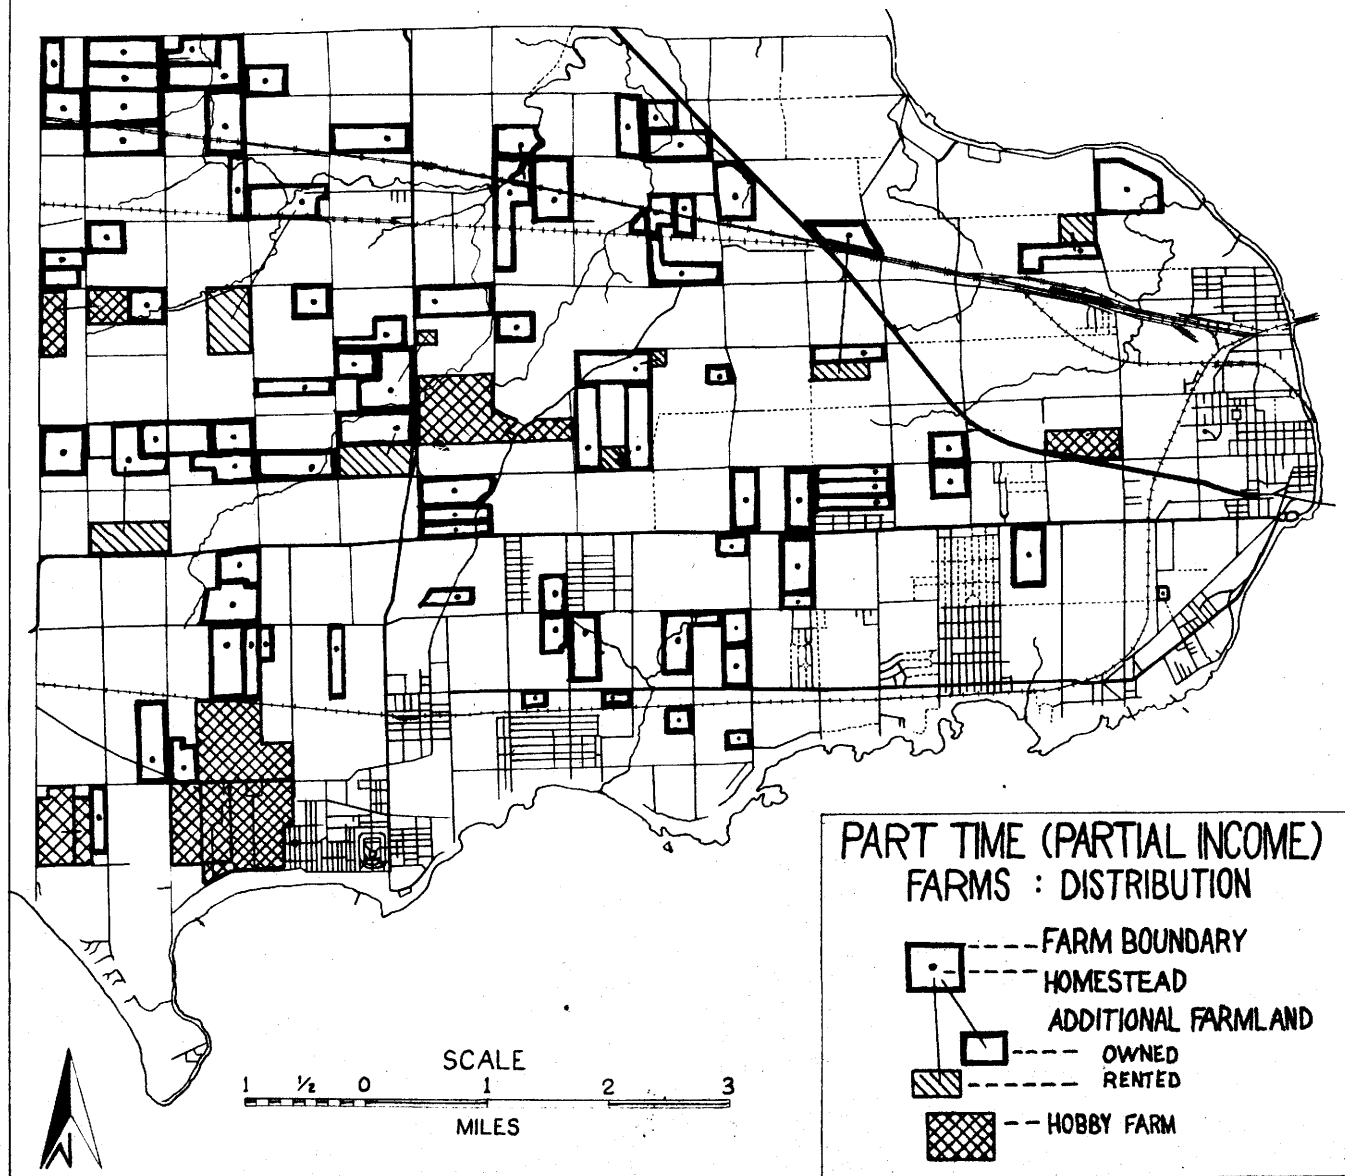 PART TIME (PARTIAL INCOME)
FARMS : DISTRIBUTION
FARM BOUNDARY
HOMESTEAD
ADDITIONAL FARMLAND
OWNED
RENTED
HOBBY FARM
SCALE
1 ½ 0 1 2 3
MILES
N